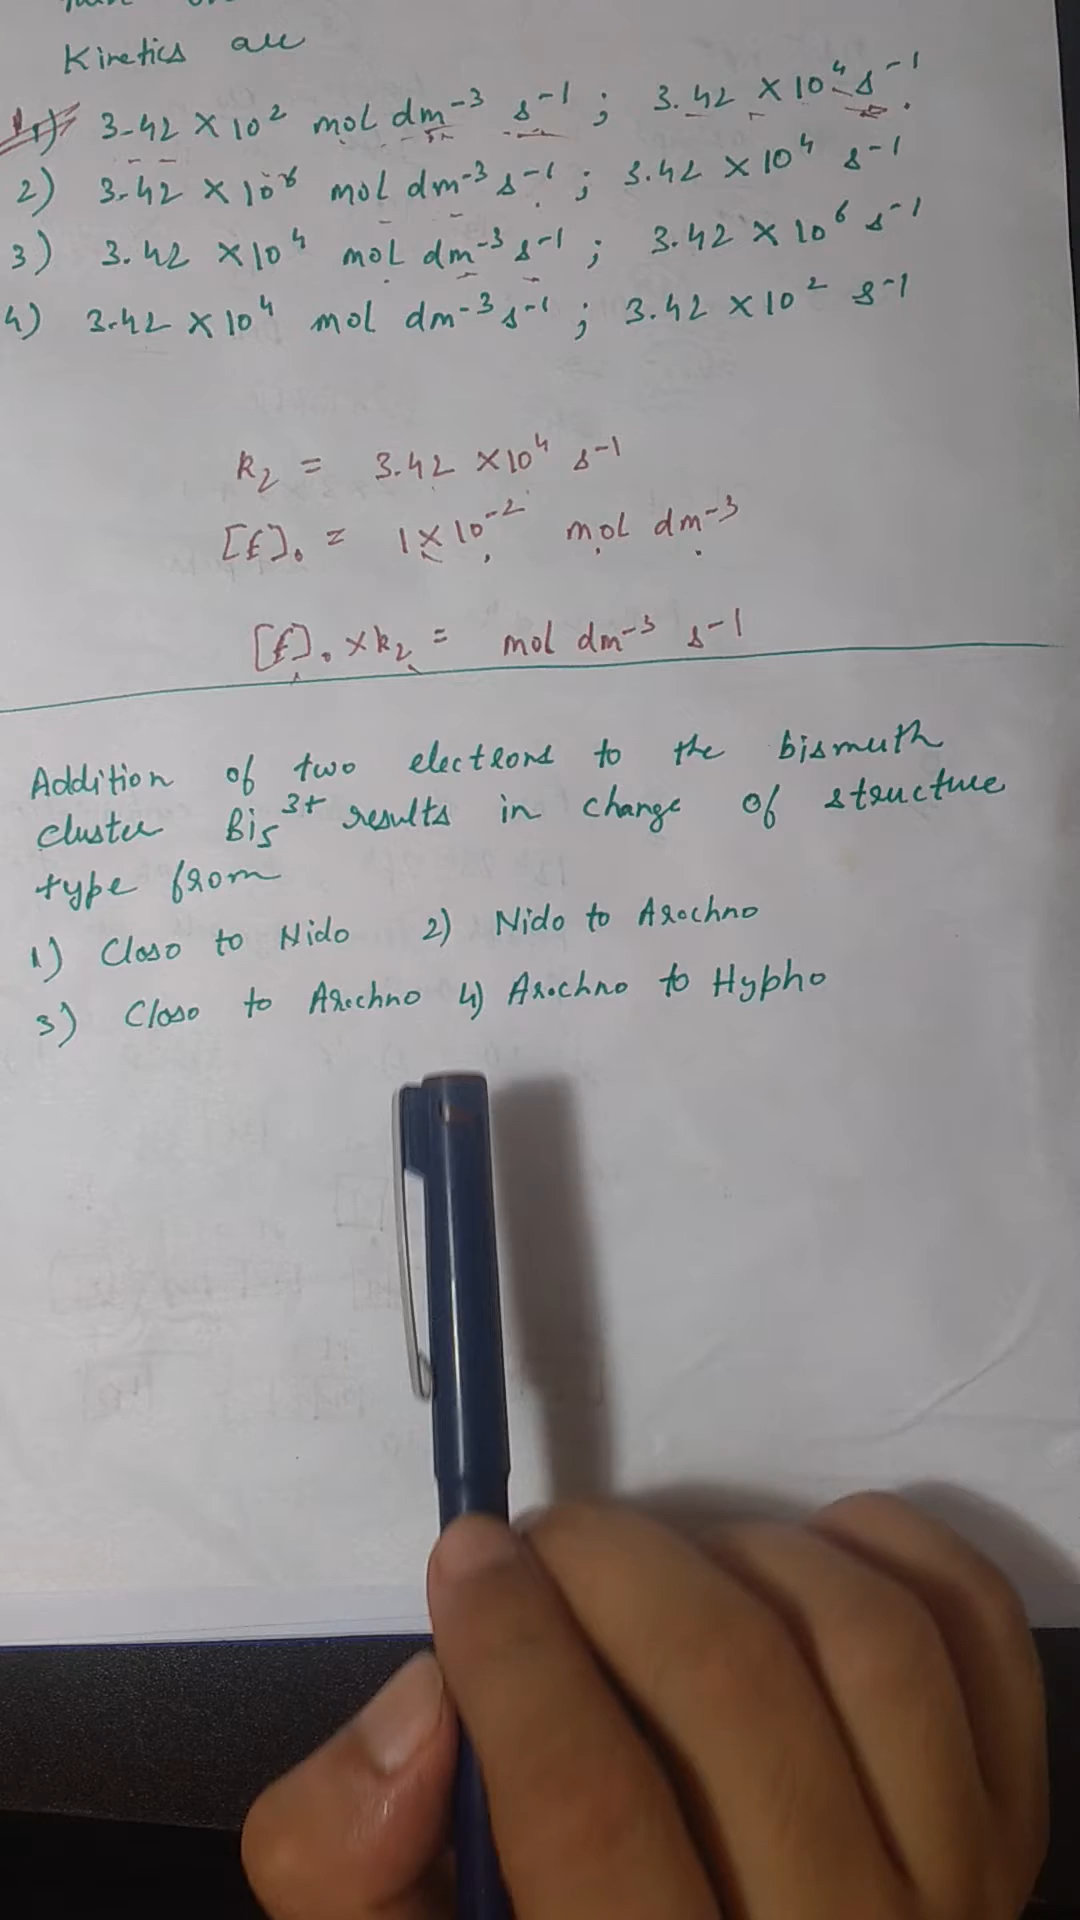 Kinetics are
1) 3.42 × 10² mol dm⁻³ s⁻¹ ; 3.42 × 10⁴ s⁻¹.
2) 3.42 × 10⁶ mol dm⁻³ s⁻¹ ; 3.42 × 10⁴ s⁻¹
3) 3.42 × 10⁴ mol dm⁻³ s⁻¹ ; 3.42 × 10⁶ s⁻¹
4) 3.42 × 10⁴ mol dm⁻³ s⁻¹ ; 3.42 × 10² s⁻¹
k₂ = 3.42 × 10⁴ s⁻¹
[E]₀ = 1 × 10⁻² mol dm⁻³
[E]₀ × k₂ = mol dm⁻³ s⁻¹
Addition of two electrons to the bismuth
cluster Bi₅³⁺ results in change of structure
type from
1) Closo to Nido 2) Nido to Arochno
3) Closo to Arochno 4) Arochno to Hypho